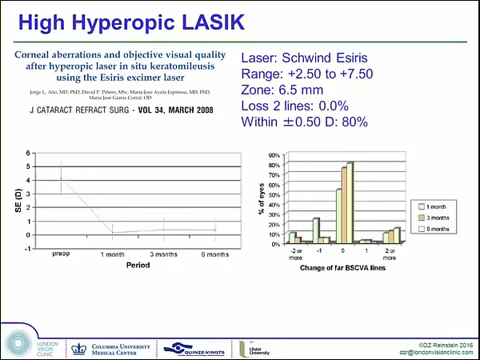 High Hyperopic LASIK
Corneal aberrations and objective visual quality
after hyperopic laser in situ keratomileusis
using the Esiris excimer laser
Jorge L. Alio, MD, PhD, David P. Piñero, MSc, María José Ayala Espinosa, MD, PhD,
María José García Corral, OD
J CATARACT REFRACT SURG - VOL 34, MARCH 2008
Laser: Schwind Esiris
Range: +2.50 to +7.50
Zone: 6.5 mm
Loss 2 lines: 0.0%
Within ±0.50 D: 80%
SE (D)
6
5
4
3
2
1
0
-1
preop
1 month
3 months
6 months
Period
% of eyes
90%
80%
70%
60%
50%
40%
30%
20%
10%
0%
-2 or more
-1
0
1
2 or more
Change of far BSCVA lines
1 month
3 months
6 months
LONDON
VISION
CLINIC
COLUMBIA UNIVERSITY
MEDICAL CENTER
QUINZE-VINGTS
Ulster
University
©DZ Reinstein 2016
dzr@londonvisionclinic.com